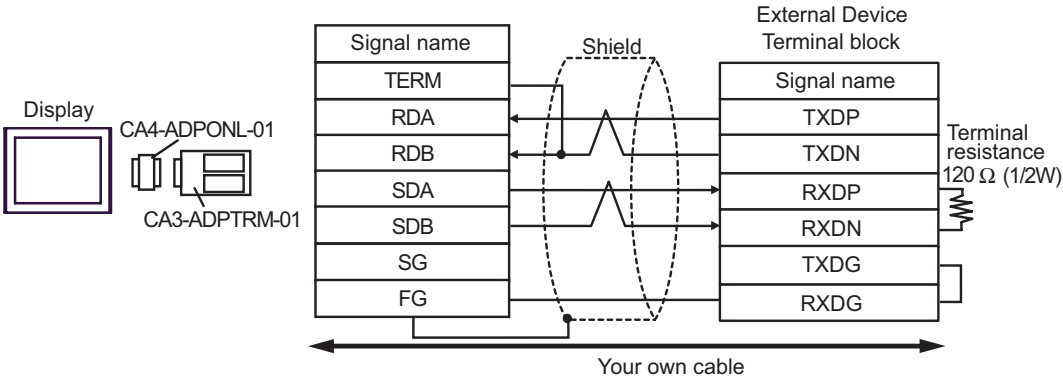 Display
CA4-ADPONL-01
CA3-ADPTRM-01
Signal name
TERM
RDA
RDB
SDA
SDB
SG
FG
Shield
External Device
Terminal block
Signal name
TXDP
TXDN
RXDP
RXDN
TXDG
RXDG
Terminal
resistance
120 Ω (1/2W)
Your own cable